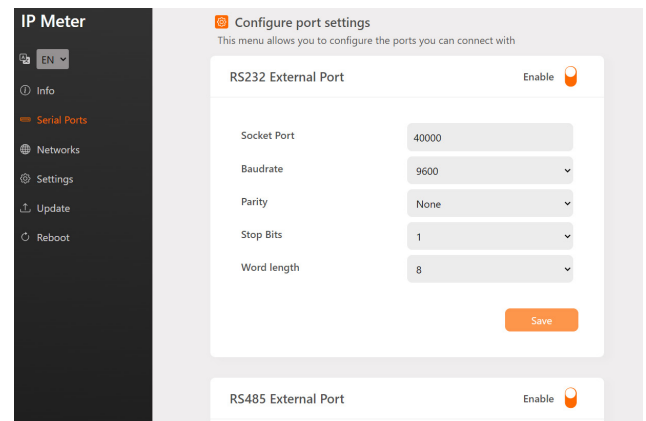 IP Meter
EN
Info
Serial Ports
Networks
Settings
Update
Reboot
Configure port settings
This menu allows you to configure the ports you can connect with
RS232 External Port
Enable
Socket Port
40000
Baudrate
9600
Parity
None
Stop Bits
1
Word length
8
Save
RS485 External Port
Enable